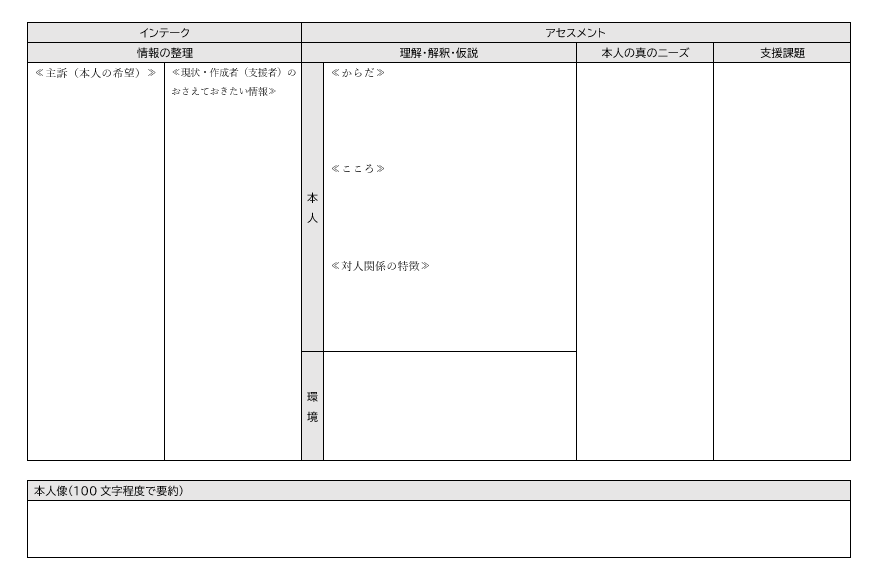 インテーク
アセスメント
情報の整理
理解・解釈・仮説
本人の真のニーズ
支援課題
≪主訴（本人の希望）≫
≪現状・作成者（支援者）の
おさえておきたい情報≫
本
人
≪からだ≫
≪こころ≫
≪対人関係の特徴≫
環
境
本人像(100 文字程度で要約)